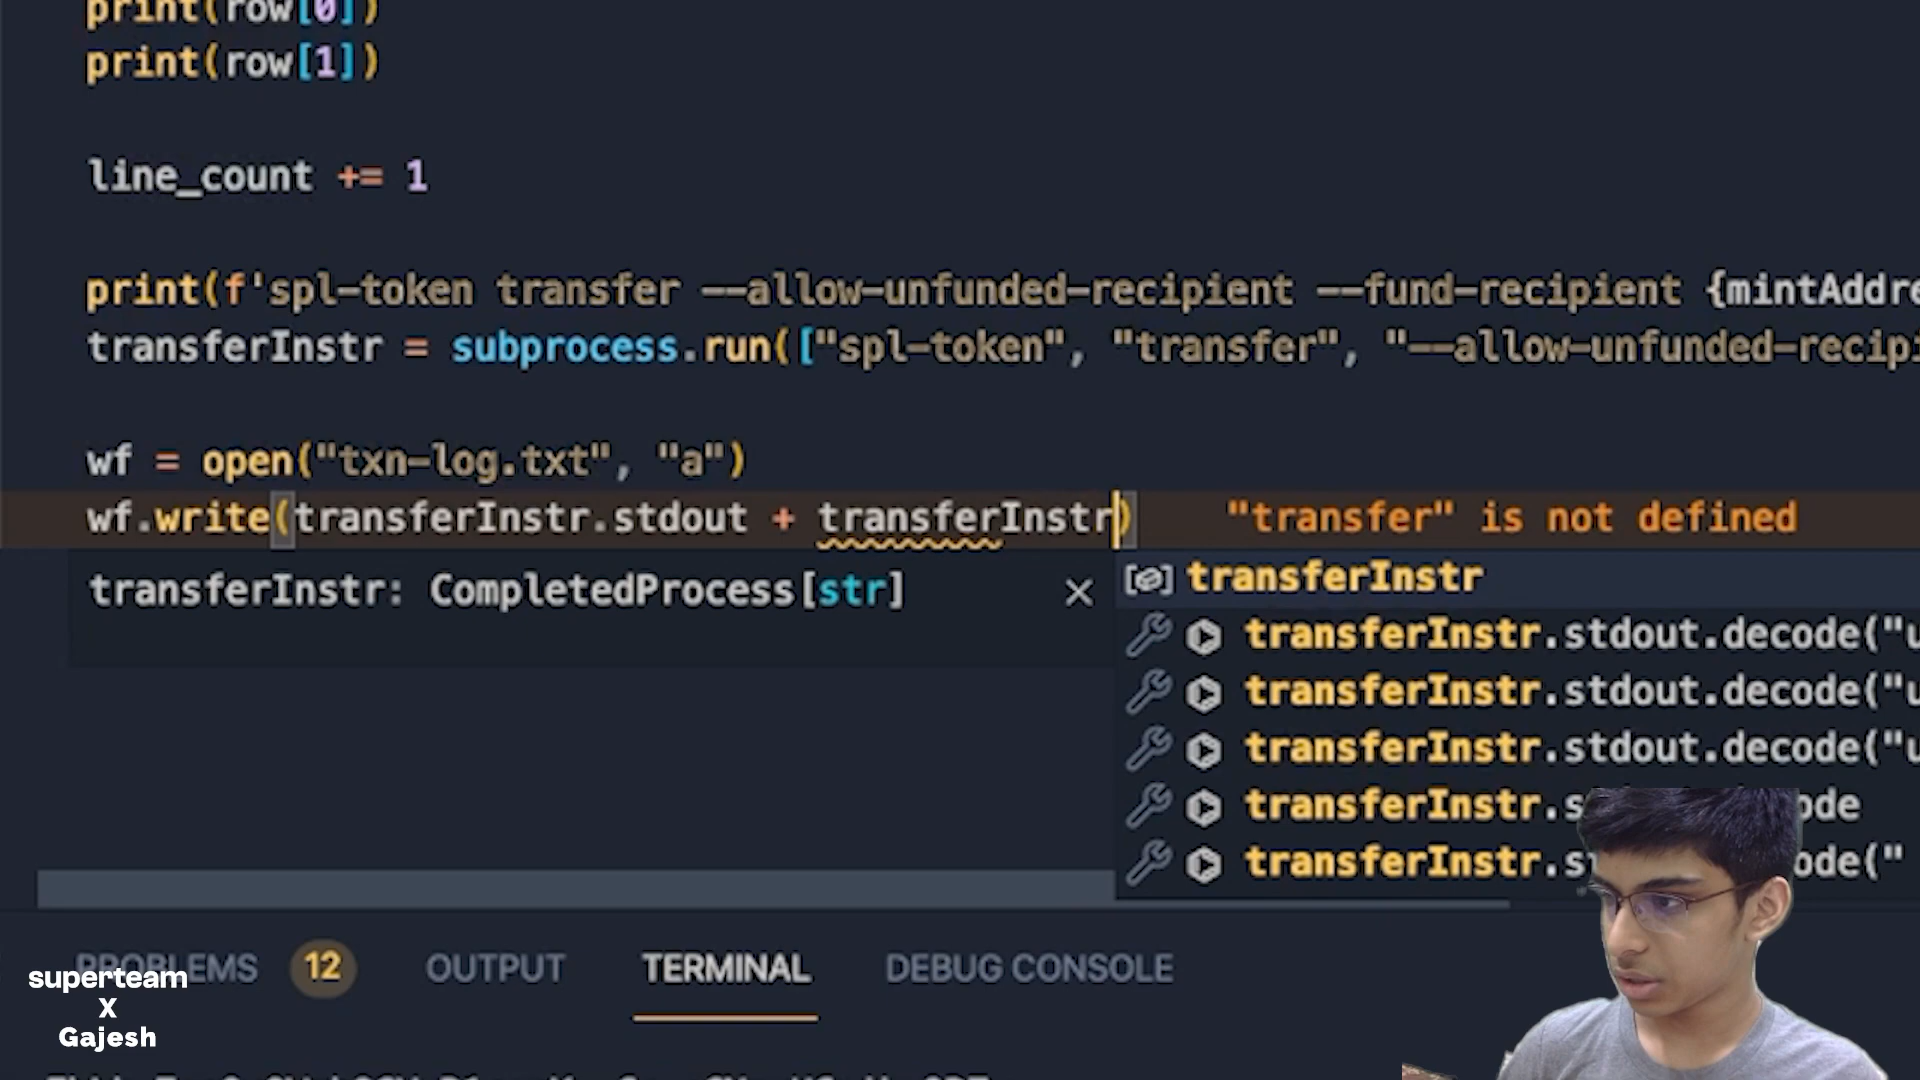 print(row[0])
print(row[1])
line_count += 1
print(f'spl-token transfer --allow-unfunded-recipient --fund-recipient {mintAddre
transferInstr = subprocess.run(["spl-token", "transfer", "--allow-unfunded-recipi
wf = open("txn-log.txt", "a")
wf.write(transferInstr.stdout + transferInstr) "transfer" is not defined
transferInstr: CompletedProcess[str] ×
transferInstr
transferInstr.stdout.decode("u
transferInstr.stdout.decode("u
transferInstr.stdout.decode("u
PROBLEMS 12 OUTPUT TERMINAL DEBUG CONSOLE
superteam
X
Gajesh